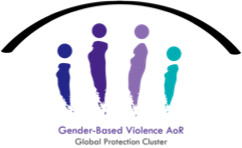 Gender-Based Violence AoR
Global Protection Cluster